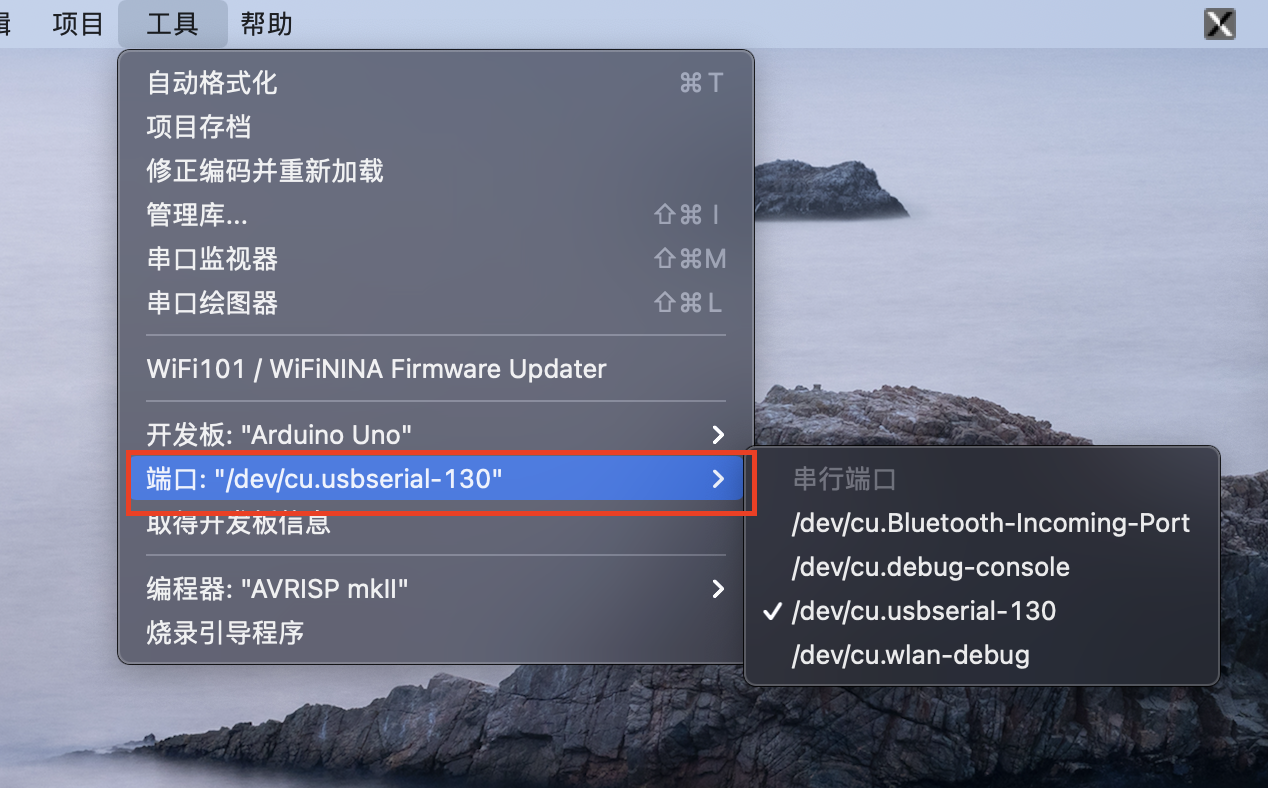 项目 工具 帮助
自动格式化 ⌘ T
项目存档
修正编码并重新加载
管理库... ⇧⌘ I
串口监视器 ⇧⌘M
串口绘图器 ⇧⌘ L
WiFi101 / WiFiNINA Firmware Updater
开发板: "Arduino Uno"
端口: "/dev/cu.usbserial-130"
取得开发板信息
编程器: "AVRISP mkII"
烧录引导程序
串行端口
/dev/cu.Bluetooth-Incoming-Port
/dev/cu.debug-console
/dev/cu.usbserial-130
/dev/cu.wlan-debug